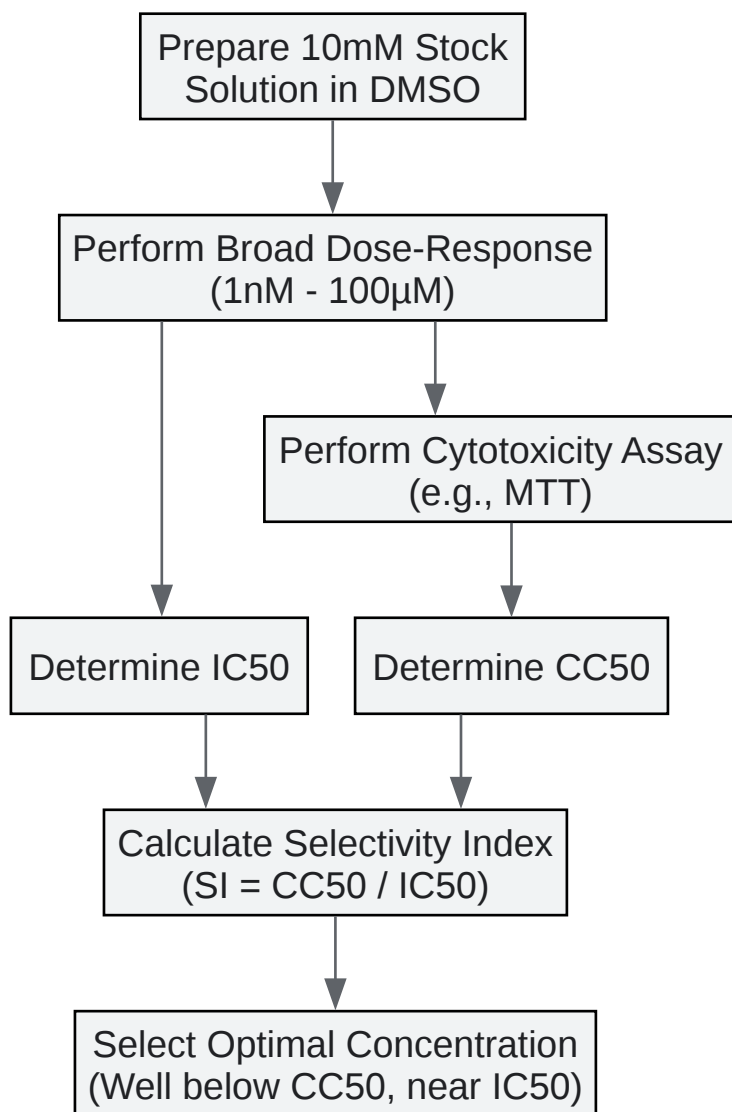 Prepare 10mM Stock
Solution in DMSO
Perform Broad Dose-Response
(1nM - 100µM)
Perform Cytotoxicity Assay
(e.g., MTT)
Determine IC50
Determine CC50
Calculate Selectivity Index
(SI = CC50 / IC50)
Select Optimal Concentration
(Well below CC50, near IC50)